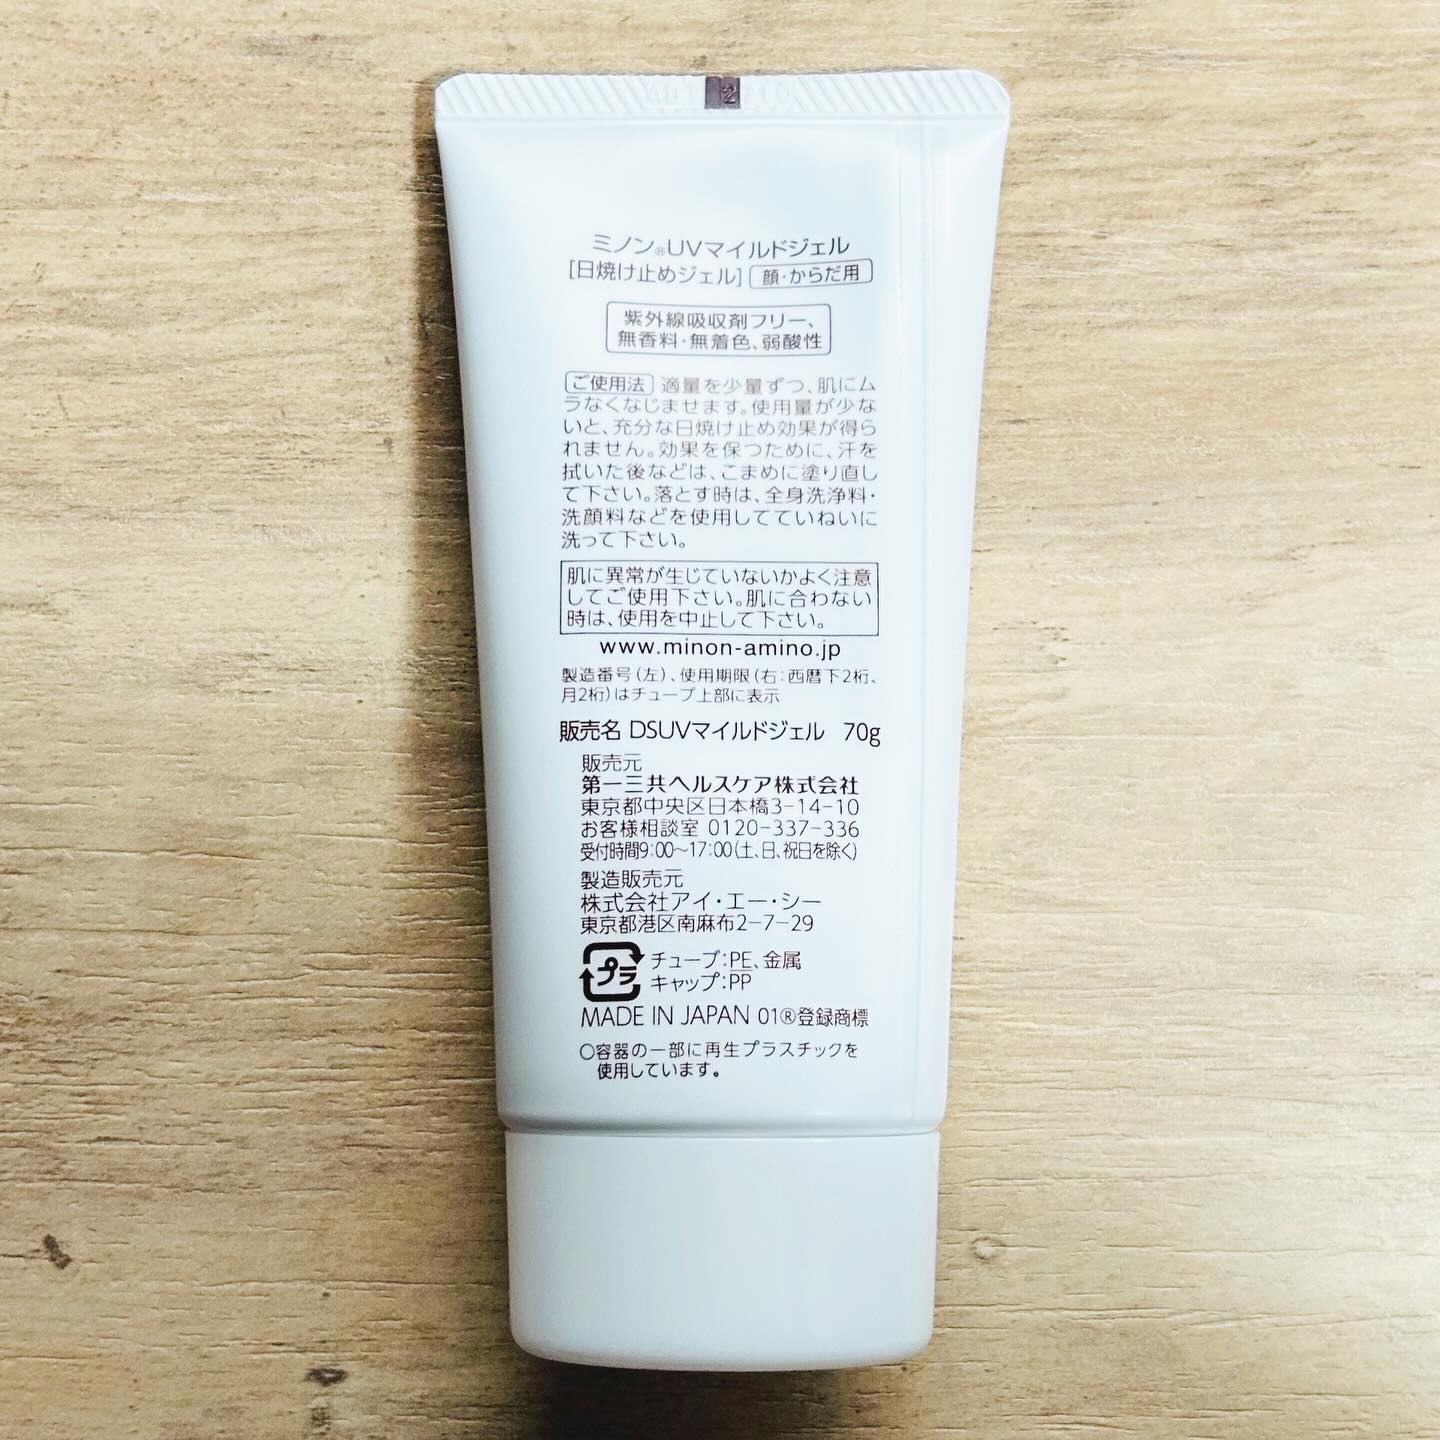 ミノン®UVマイルドジェル
[日焼け止めジェル] 顔・からだ用
紫外線吸収剤フリー、
無香料・無着色、弱酸性
ご使用法 適量を少量ずつ、肌にム
ラなくなじませます。使用量が少な
いと、充分な日焼け止め効果が得ら
れません。効果を保つために、汗を
拭いた後などは、こまめに塗り直し
て下さい。落とす時は、全身洗浄料・
洗顔料などを使用してていねいに
洗って下さい。
肌に異常が生じていないかよく注意
してご使用下さい。肌に合わない
時は、使用を中止して下さい。
www.minon-amino.jp
製造番号(左)、使用期限(右:西暦下2桁、
月2桁)はチューブ上部に表示
販売名 DSUVマイルドジェル 70g
販売元
第一三共ヘルスケア株式会社
東京都中央区日本橋3-14-10
お客様相談室 0120-337-336
受付時間9:00~17:00(土、日、祝日を除く)
製造販売元
株式会社アイ・エー・シー
東京都港区南麻布2-7-29
プラ チューブ:PE、金属
キャップ:PP
MADE IN JAPAN 01®登録商標
○容器の一部に再生プラスチックを
使用しています。